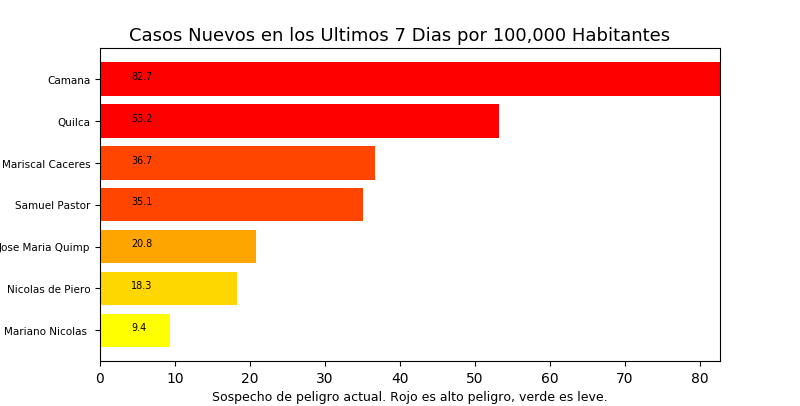 Casos Nuevos en los Ultimos 7 Dias por 100,000 Habitantes
Camana 82.7
Quilca 53.2
Mariscal Caceres 36.7
Samuel Pastor 35.1
Jose Maria Quimp 20.8
Nicolas de Piero 18.3
Mariano Nicolas 9.4
0 10 20 30 40 50 60 70 80
Sospecho de peligro actual. Rojo es alto peligro, verde es leve.